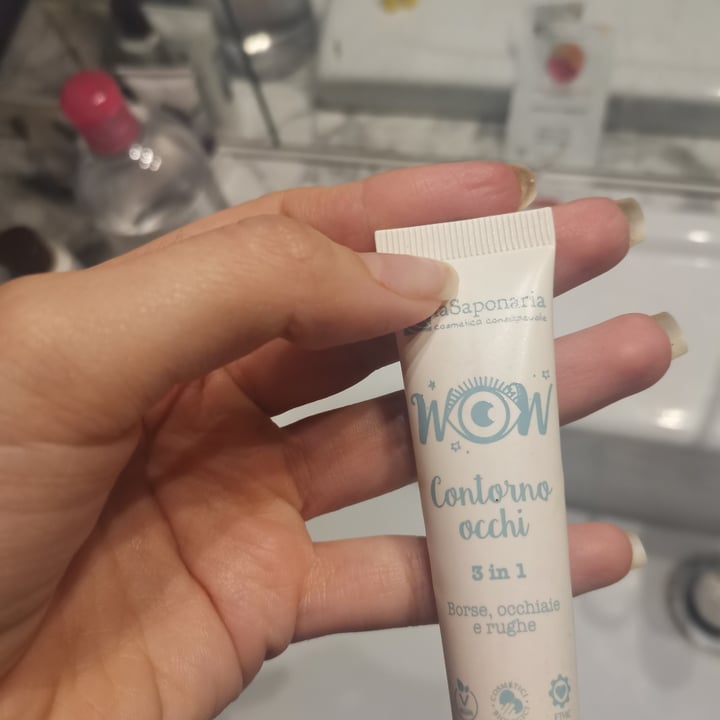 laSaponaria
cosmetica consapevole
WOW
Contorno
occhi
3 in 1
Borse, occhiaie
e rughe